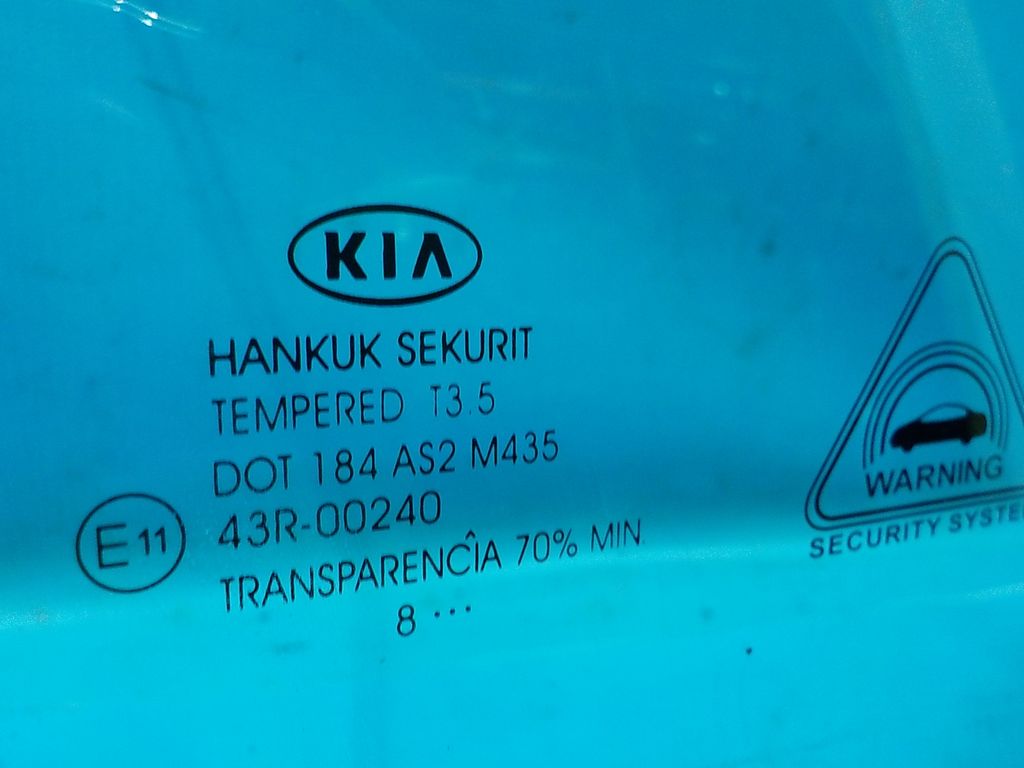 KIA
HANKUK SEKURIT
TEMPERED T3.5
DOT 184 AS2 M435
E11 43R-00240
TRANSPARENCÎA 70% MIN.
8 ...
WARNING
SECURITY SYSTE